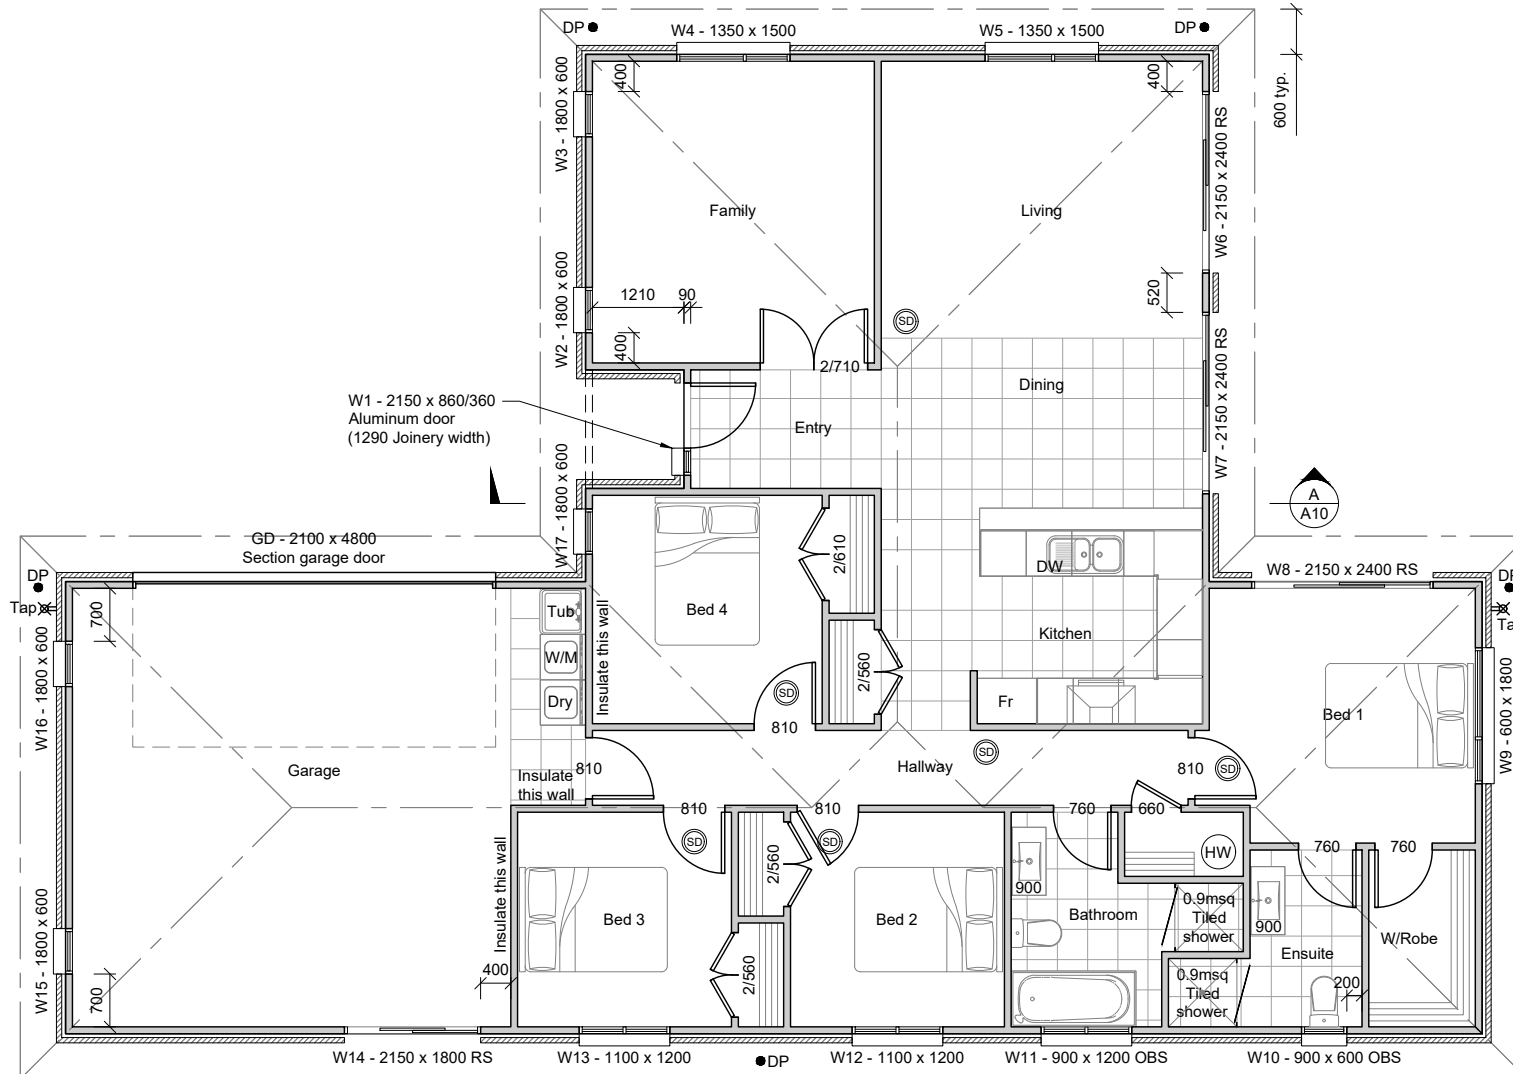 DP
W4 - 1350 x 1500
W5 - 1350 x 1500
DP
600 typ.
W3 - 1800 x 600
400
400
W6 - 2150 x 2400 RS
Family
Living
W2 - 1800 x 600
1210
90
520
SD
400
2/710
Dining
W7 - 2150 x 2400 RS
W1 - 2150 x 860/360
Aluminum door
(1290 Joinery width)
Entry
W17 - 1800 x 600
A
A10
GD - 2100 x 4800
Section garage door
2/610
DW
W8 - 2150 x 2400 RS
DP
DP
Tap
Ta
700
Tub
Bed 4
Insulate this wall
Kitchen
W16 - 1800 x 600
W/M
2/560
Dry
SD
Fr
Bed 1
W9 - 600 x 1800
810
SD
Garage
Insulate
this wall
810
Hallway
810
SD
810
810
760
660
SD
SD
HW
760
760
Insulate this wall
2/560
900
0.9msq
Tiled
shower
900
W15 - 1800 x 600
Bed 3
Bed 2
Bathroom
Ensuite
W/Robe
400
2/560
0.9msq
Tiled
shower
200
700
W14 - 2150 x 1800 RS
W13 - 1100 x 1200
DP
W12 - 1100 x 1200
W11 - 900 x 1200 OBS
W10 - 900 x 600 OBS